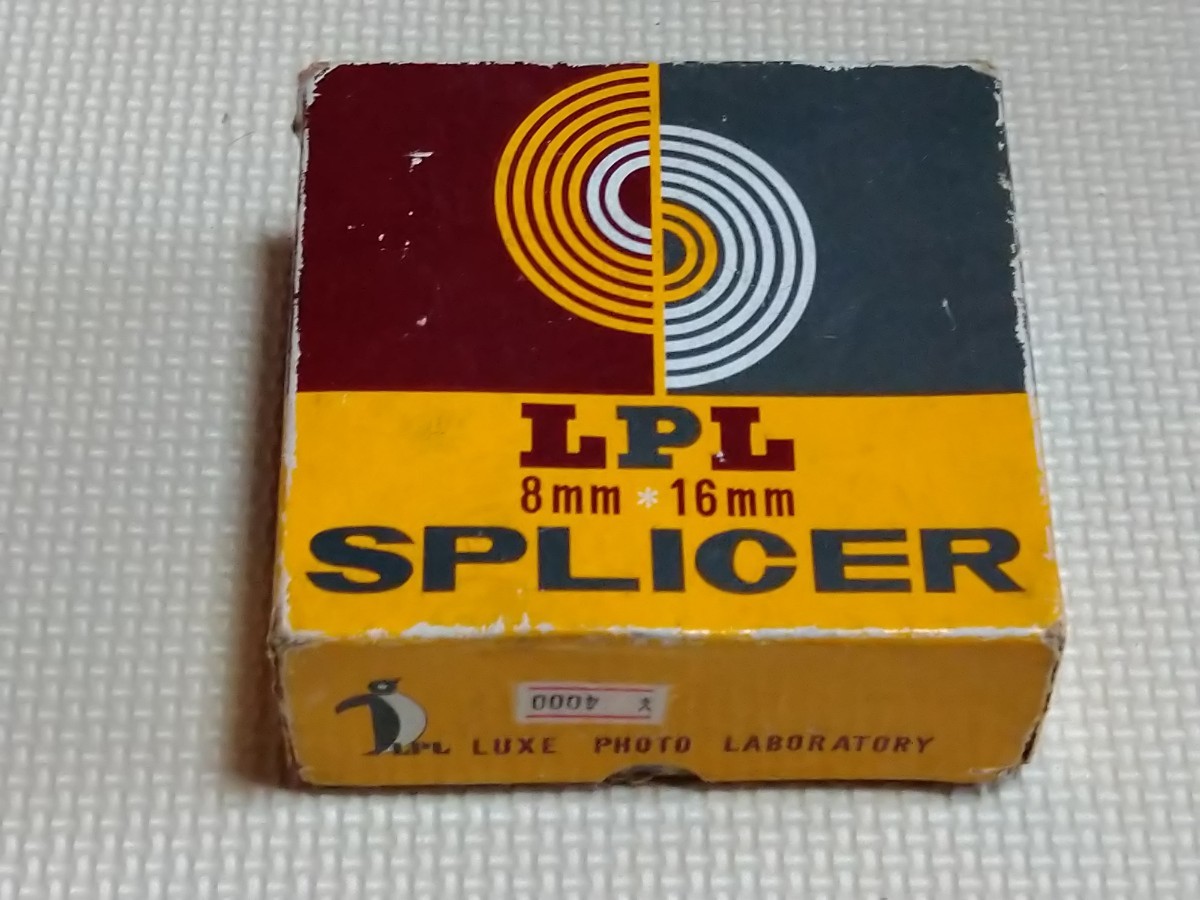 LPL
8mm * 16mm
SPLICER
¥ 4000
LPL LUXE PHOTO LABORATORY